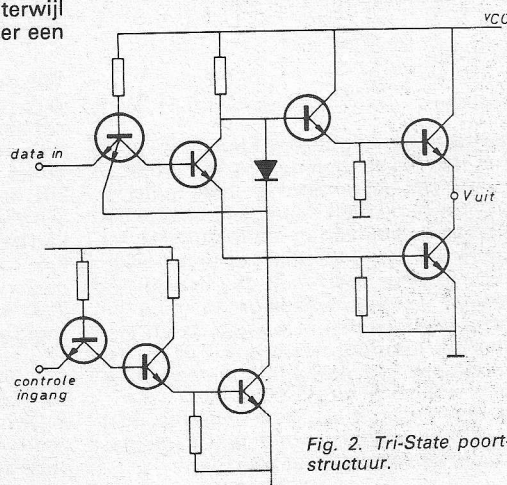 terwijl
er een
VCC
data in
V uit
controle
ingang
Fig. 2. Tri-State poort-
structuur.